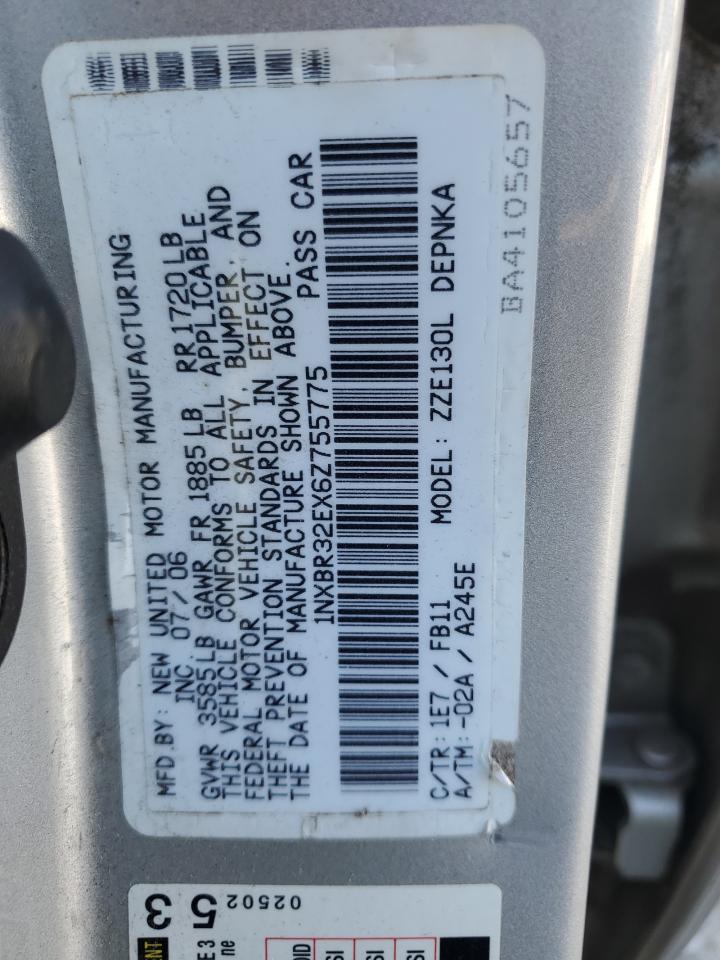 MFD.BY: NEW UNITED MOTOR MANUFACTURING
INC. 07/06
GVWR 3585LB GAWR FR 1885LB RR1720LB
THIS VEHICLE CONFORMS TO ALL APPLICABLE
FEDERAL MOTOR VEHICLE SAFETY, BUMPER, AND
THEFT PREVENTION STANDARDS IN EFFECT ON
THE DATE OF MANUFACTURE SHOWN ABOVE.
1NXBR32EX6Z755775 PASS CAR
C/TR: 1E7 / FB11 MODEL: ZZE130L DEPNKA
A/TM: -02A / A245E
BA4105657
3
5
02502